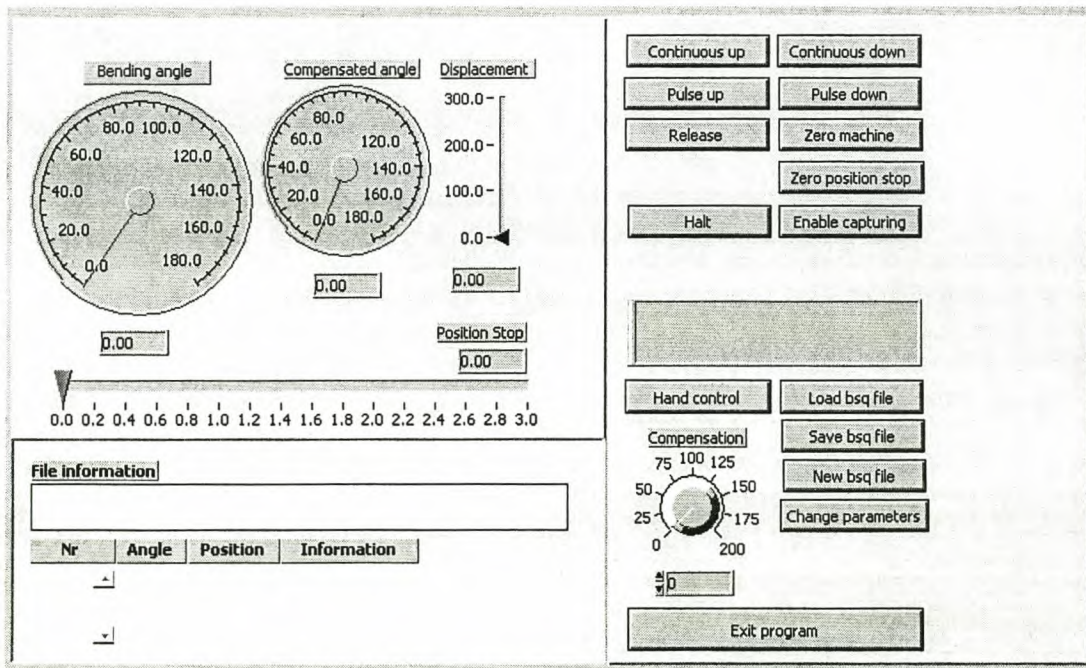 Bending angle
Compensated angle
Displacement
80.0 100.0
60.0 120.0
40.0 140.0
20.0 160.0
0.0 180.0
0.00
80.0
60.0 120.0
40.0 140.0
20.0 160.0
0.0 180.0
0.00
300.0
200.0
100.0
0.0
0.00
Position Stop
0.00
0.0 0.2 0.4 0.6 0.8 1.0 1.2 1.4 1.6 1.8 2.0 2.2 2.4 2.6 2.8 3.0
File information
Nr Angle Position Information
Continuous up Continuous down
Pulse up Pulse down
Release Zero machine
Zero position stop
Halt Enable capturing
Hand control Load bsq file
Save bsq file
New bsq file
Change parameters
Compensation
75 100 125
50 150
25 175
0 200
0
Exit program